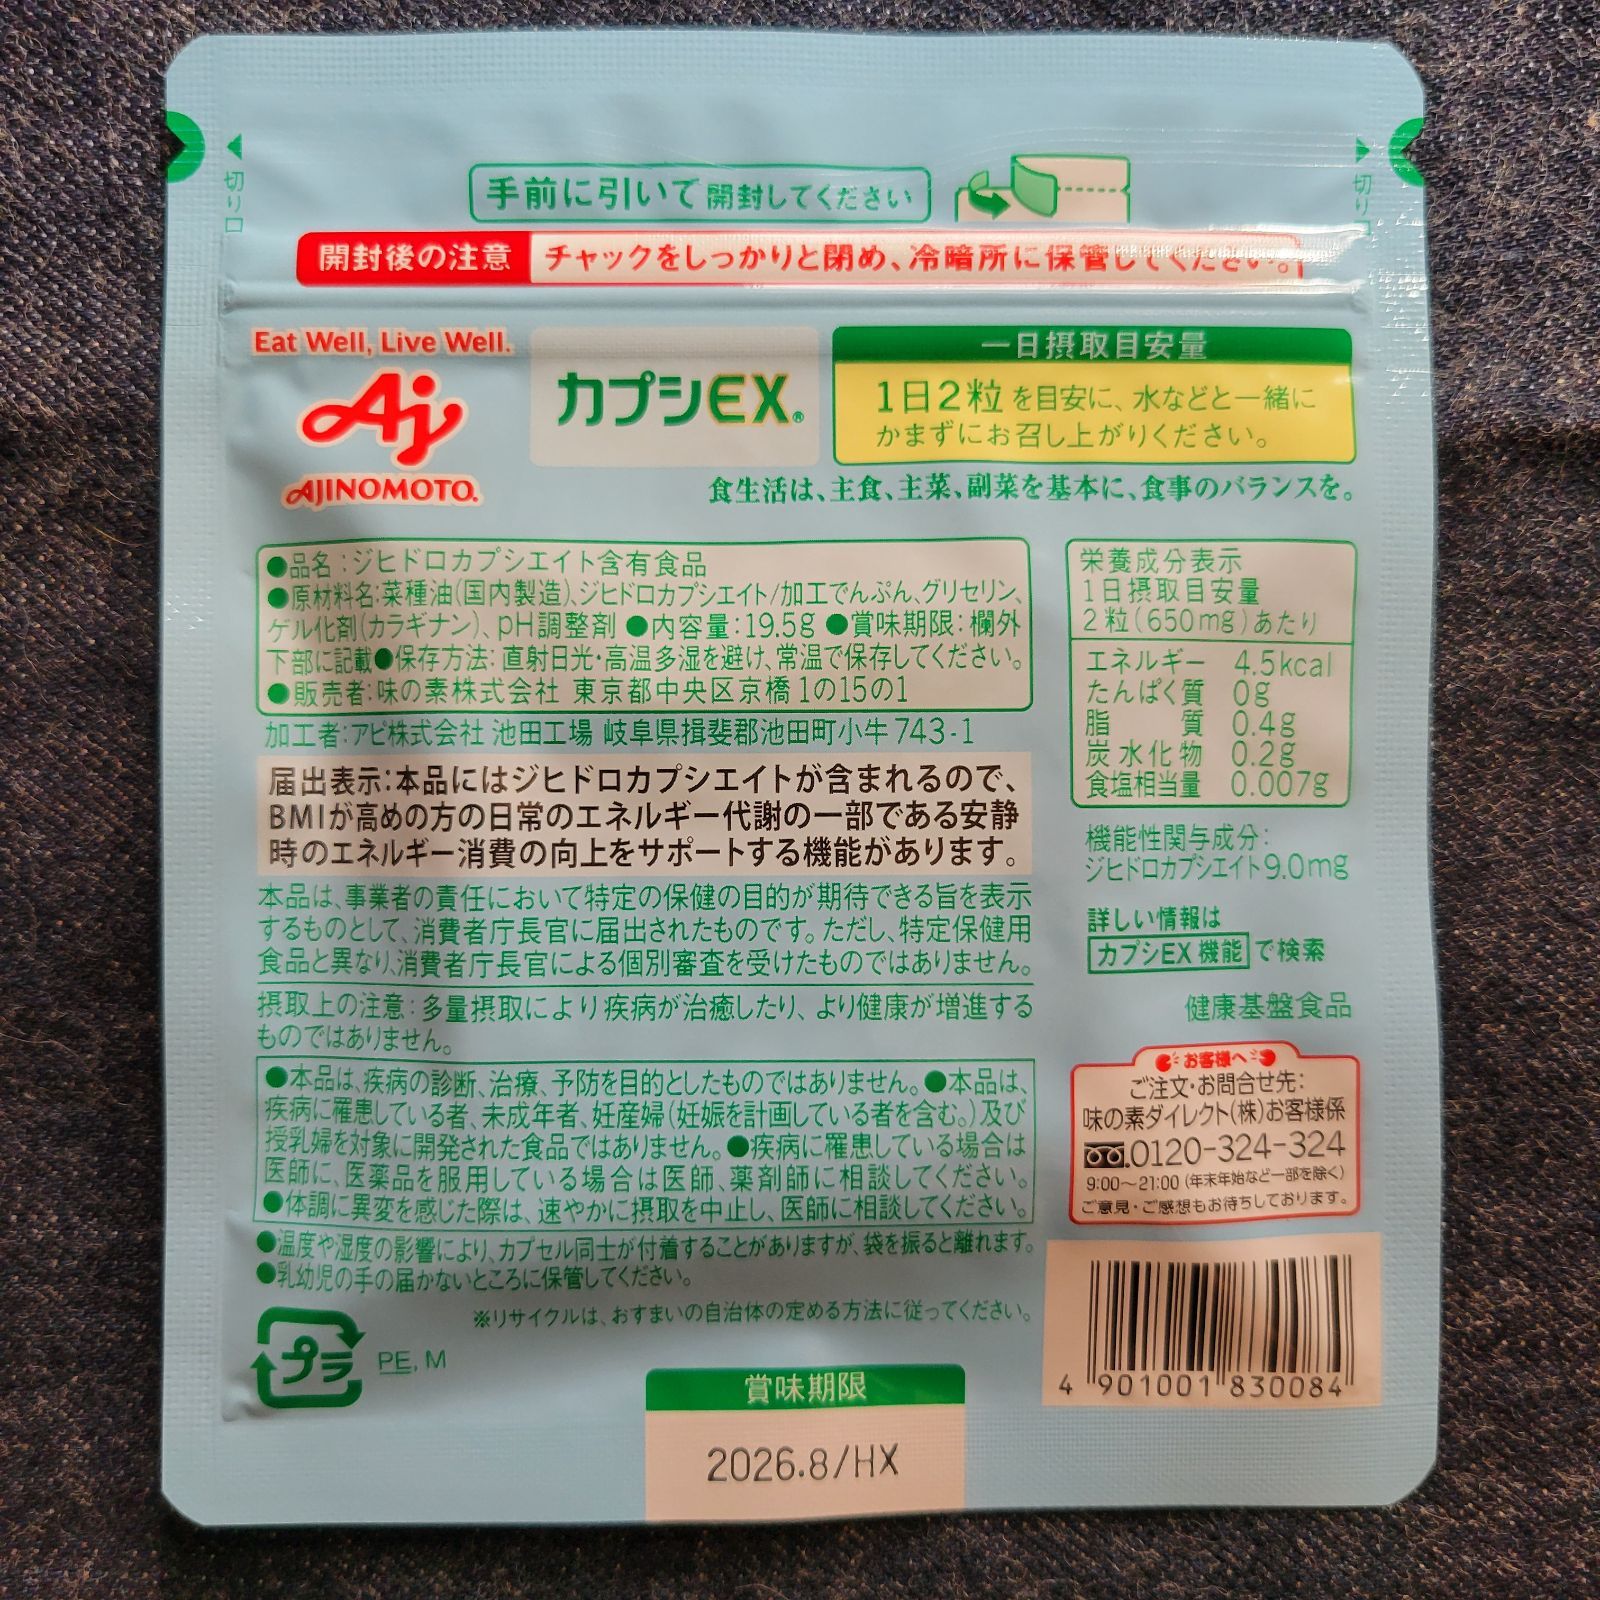 切り口
切り口
手前に引いて開封してください
開封後の注意 チャックをしっかりと閉め、冷暗所に保管してください。
Eat Well, Live Well.
Aj
AJINOMOTO®
カプシEX®
一日摂取目安量
1日2粒を目安に、水などと一緒に
かまずにお召し上がりください。
食生活は、主食、主菜、副菜を基本に、食事のバランスを。
●品名:ジヒドロカプシエイト含有食品
●原材料名:菜種油(国内製造)、ジヒドロカプシエイト/加工でんぷん、グリセリン、
ゲル化剤(カラギナン)、pH調整剤 ●内容量:19.5g ●賞味期限:欄外
下部に記載●保存方法:直射日光・高温多湿を避け、常温で保存してください。
●販売者:味の素株式会社 東京都中央区京橋1の15の1
加工者:アピ株式会社 池田工場 岐阜県揖斐郡池田町小牛743-1
届出表示:本品にはジヒドロカプシエイトが含まれるので、
BMIが高めの方の日常のエネルギー代謝の一部である安静
時のエネルギー消費の向上をサポートする機能があります。
本品は、事業者の責任において特定の保健の目的が期待できる旨を表示
するものとして、消費者庁長官に届出されたものです。ただし、特定保健用
食品と異なり、消費者庁長官による個別審査を受けたものではありません。
摂取上の注意:多量摂取により疾病が治癒したり、より健康が増進する
ものではありません。
●本品は、疾病の診断、治療、予防を目的としたものではありません。●本品は、
疾病に罹患している者、未成年者、妊産婦(妊娠を計画している者を含む。)及び
授乳婦を対象に開発された食品ではありません。●疾病に罹患している場合は
医師に、医薬品を服用している場合は医師、薬剤師に相談してください。
●体調に異変を感じた際は、速やかに摂取を中止し、医師に相談してください。
●温度や湿度の影響により、カプセル同士が付着することがありますが、袋を振ると離れます。
●乳幼児の手の届かないところに保管してください。
※リサイクルは、おすまいの自治体の定める方法に従ってください。
プラ
PE, M
賞味期限
2026.8/HX
栄養成分表示
1日摂取目安量
2粒(650mg)あたり
エネルギー 4.5kcal
たんぱく質 0g
脂質 0.4g
炭水化物 0.2g
食塩相当量 0.007g
機能性関与成分:
ジヒドロカプシエイト9.0mg
詳しい情報は
カプシEX 機能 で検索
健康基盤食品
お客様へ
ご注文・お問合せ先:
味の素ダイレクト(株)お客様係
0120-324-324
9:00～21:00(年末年始など一部を除く)
ご意見・ご感想もお待ちしております。
4 901001 830084